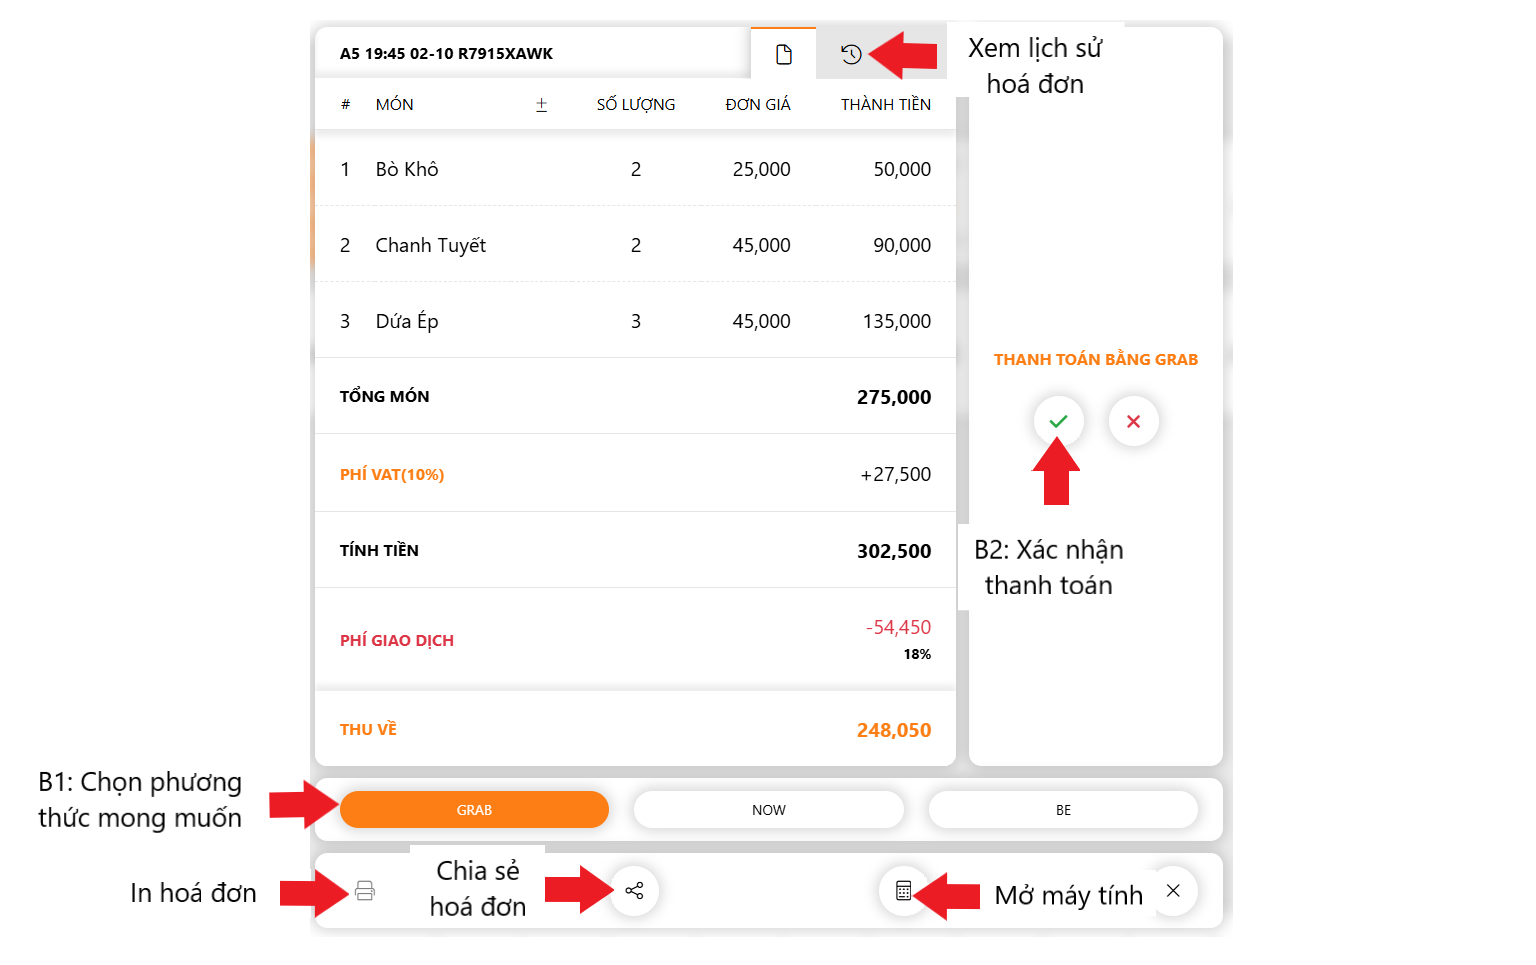 A5 19:45 02-10 R7915XAWK
Xem lịch sử
hoá đơn
# MÓN ± SỐ LƯỢNG ĐƠN GIÁ THÀNH TIỀN
1 Bò Khô 2 25,000 50,000
2 Chanh Tuyết 2 45,000 90,000
3 Dứa Ép 3 45,000 135,000
TỔNG MÓN 275,000
PHÍ VAT(10%) +27,500
TÍNH TIỀN 302,500
PHÍ GIAO DỊCH -54,450
18%
THU VỀ 248,050
THANH TOÁN BẰNG GRAB
B2: Xác nhận
thanh toán
B1: Chọn phương
thức mong muốn
GRAB NOW BE
In hoá đơn
Chia sẻ
hoá đơn
Mở máy tính